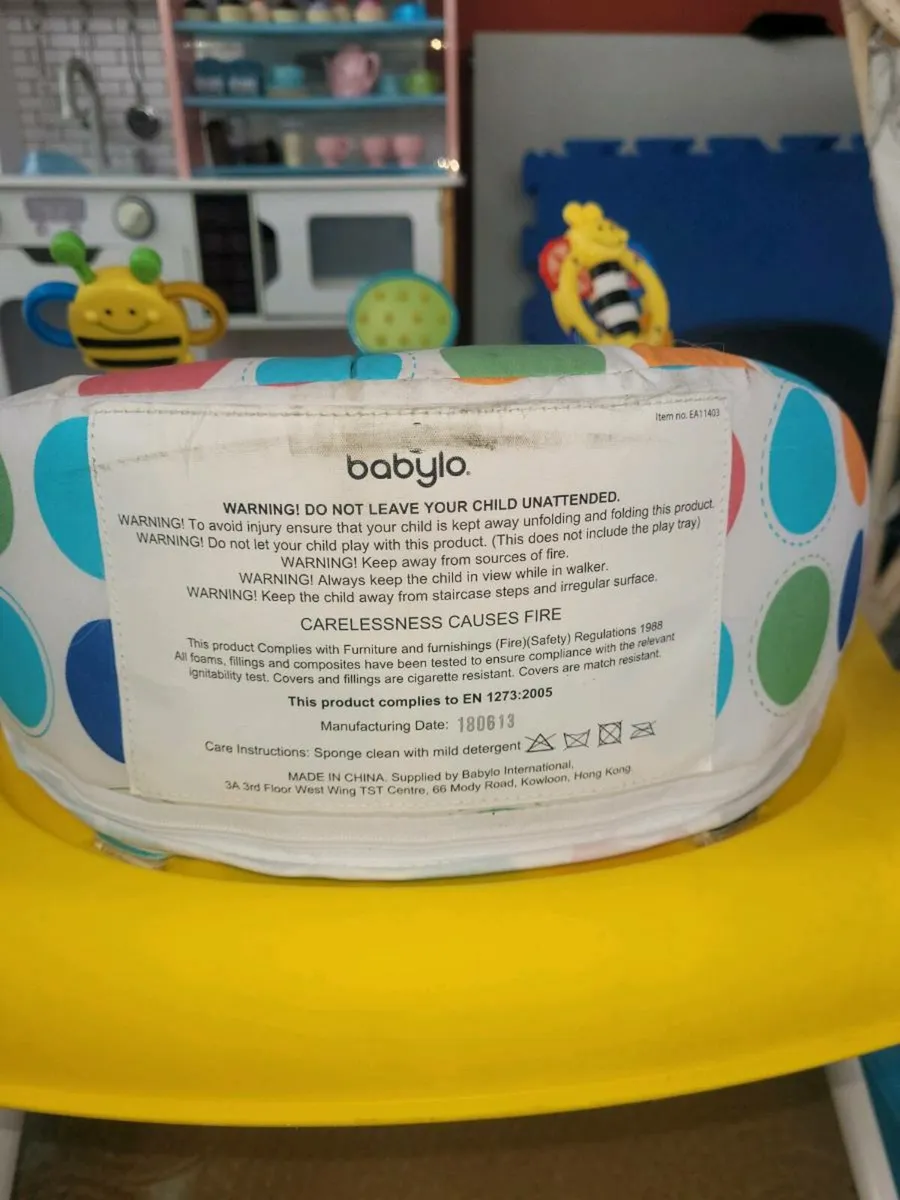 Item no. EA11403
babylo.
WARNING! DO NOT LEAVE YOUR CHILD UNATTENDED.
WARNING! To avoid injury ensure that your child is kept away unfolding and folding this product.
WARNING! Do not let your child play with this product. (This does not include the play tray)
WARNING! Keep away from sources of fire.
WARNING! Always keep the child in view while in walker.
WARNING! Keep the child away from staircase steps and irregular surface.
CARELESSNESS CAUSES FIRE
This product Complies with Furniture and furnishings (Fire)(Safety) Regulations 1988
All foams, fillings and composites have been tested to ensure compliance with the relevant
ignitability test. Covers and fillings are cigarette resistant. Covers are match resistant.
This product complies to EN 1273:2005
Manufacturing Date: 180613
Care Instructions: Sponge clean with mild detergent
MADE IN CHINA. Supplied by Babylo International,
3A 3rd Floor West Wing TST Centre, 66 Mody Road, Kowloon, Hong Kong.